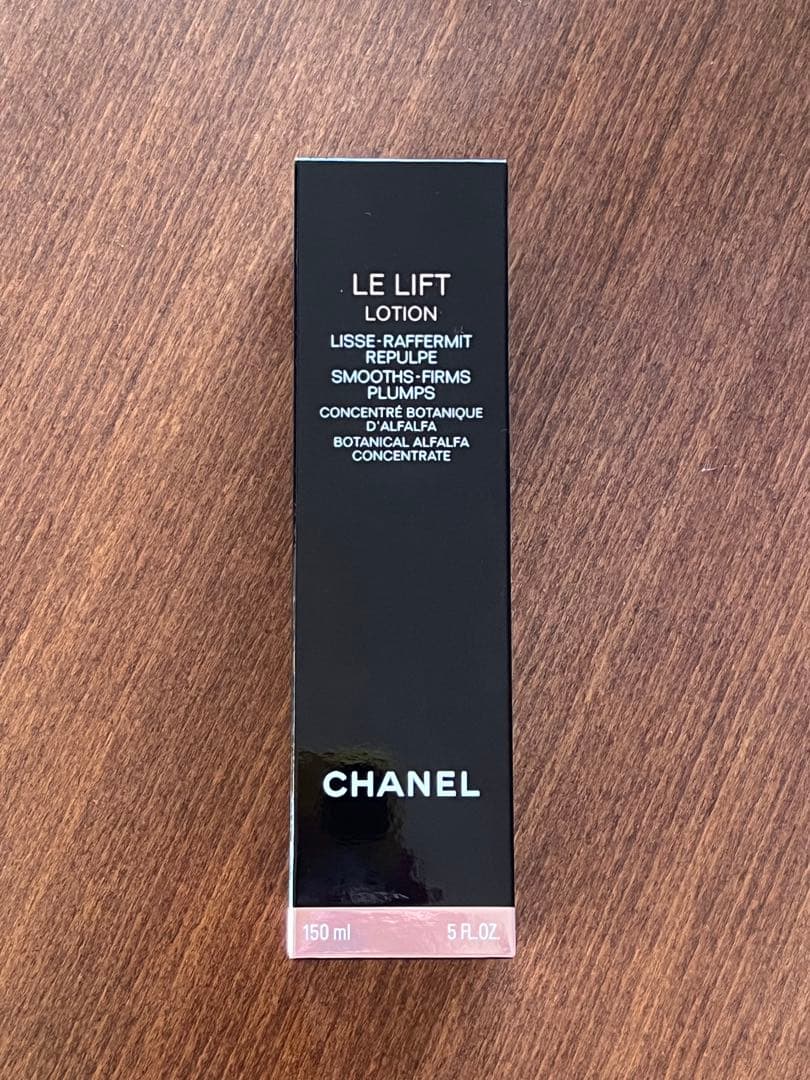 LE LIFT
LOTION
LISSE-RAFFERMIT
REPULPE
SMOOTHS-FIRMS
PLUMPS
CONCENTRÉ BOTANIQUE
D'ALFALFA
BOTANICAL ALFALFA
CONCENTRATE
CHANEL
150 ml 5 FL.OZ.